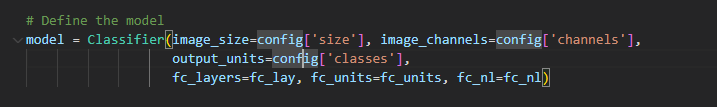 # Define the model
model = Classifier(image_size=config['size'], image_channels=config['channels'],
output_units=config['classes'],
fc_layers=fc_lay, fc_units=fc_units, fc_nl=fc_nl)